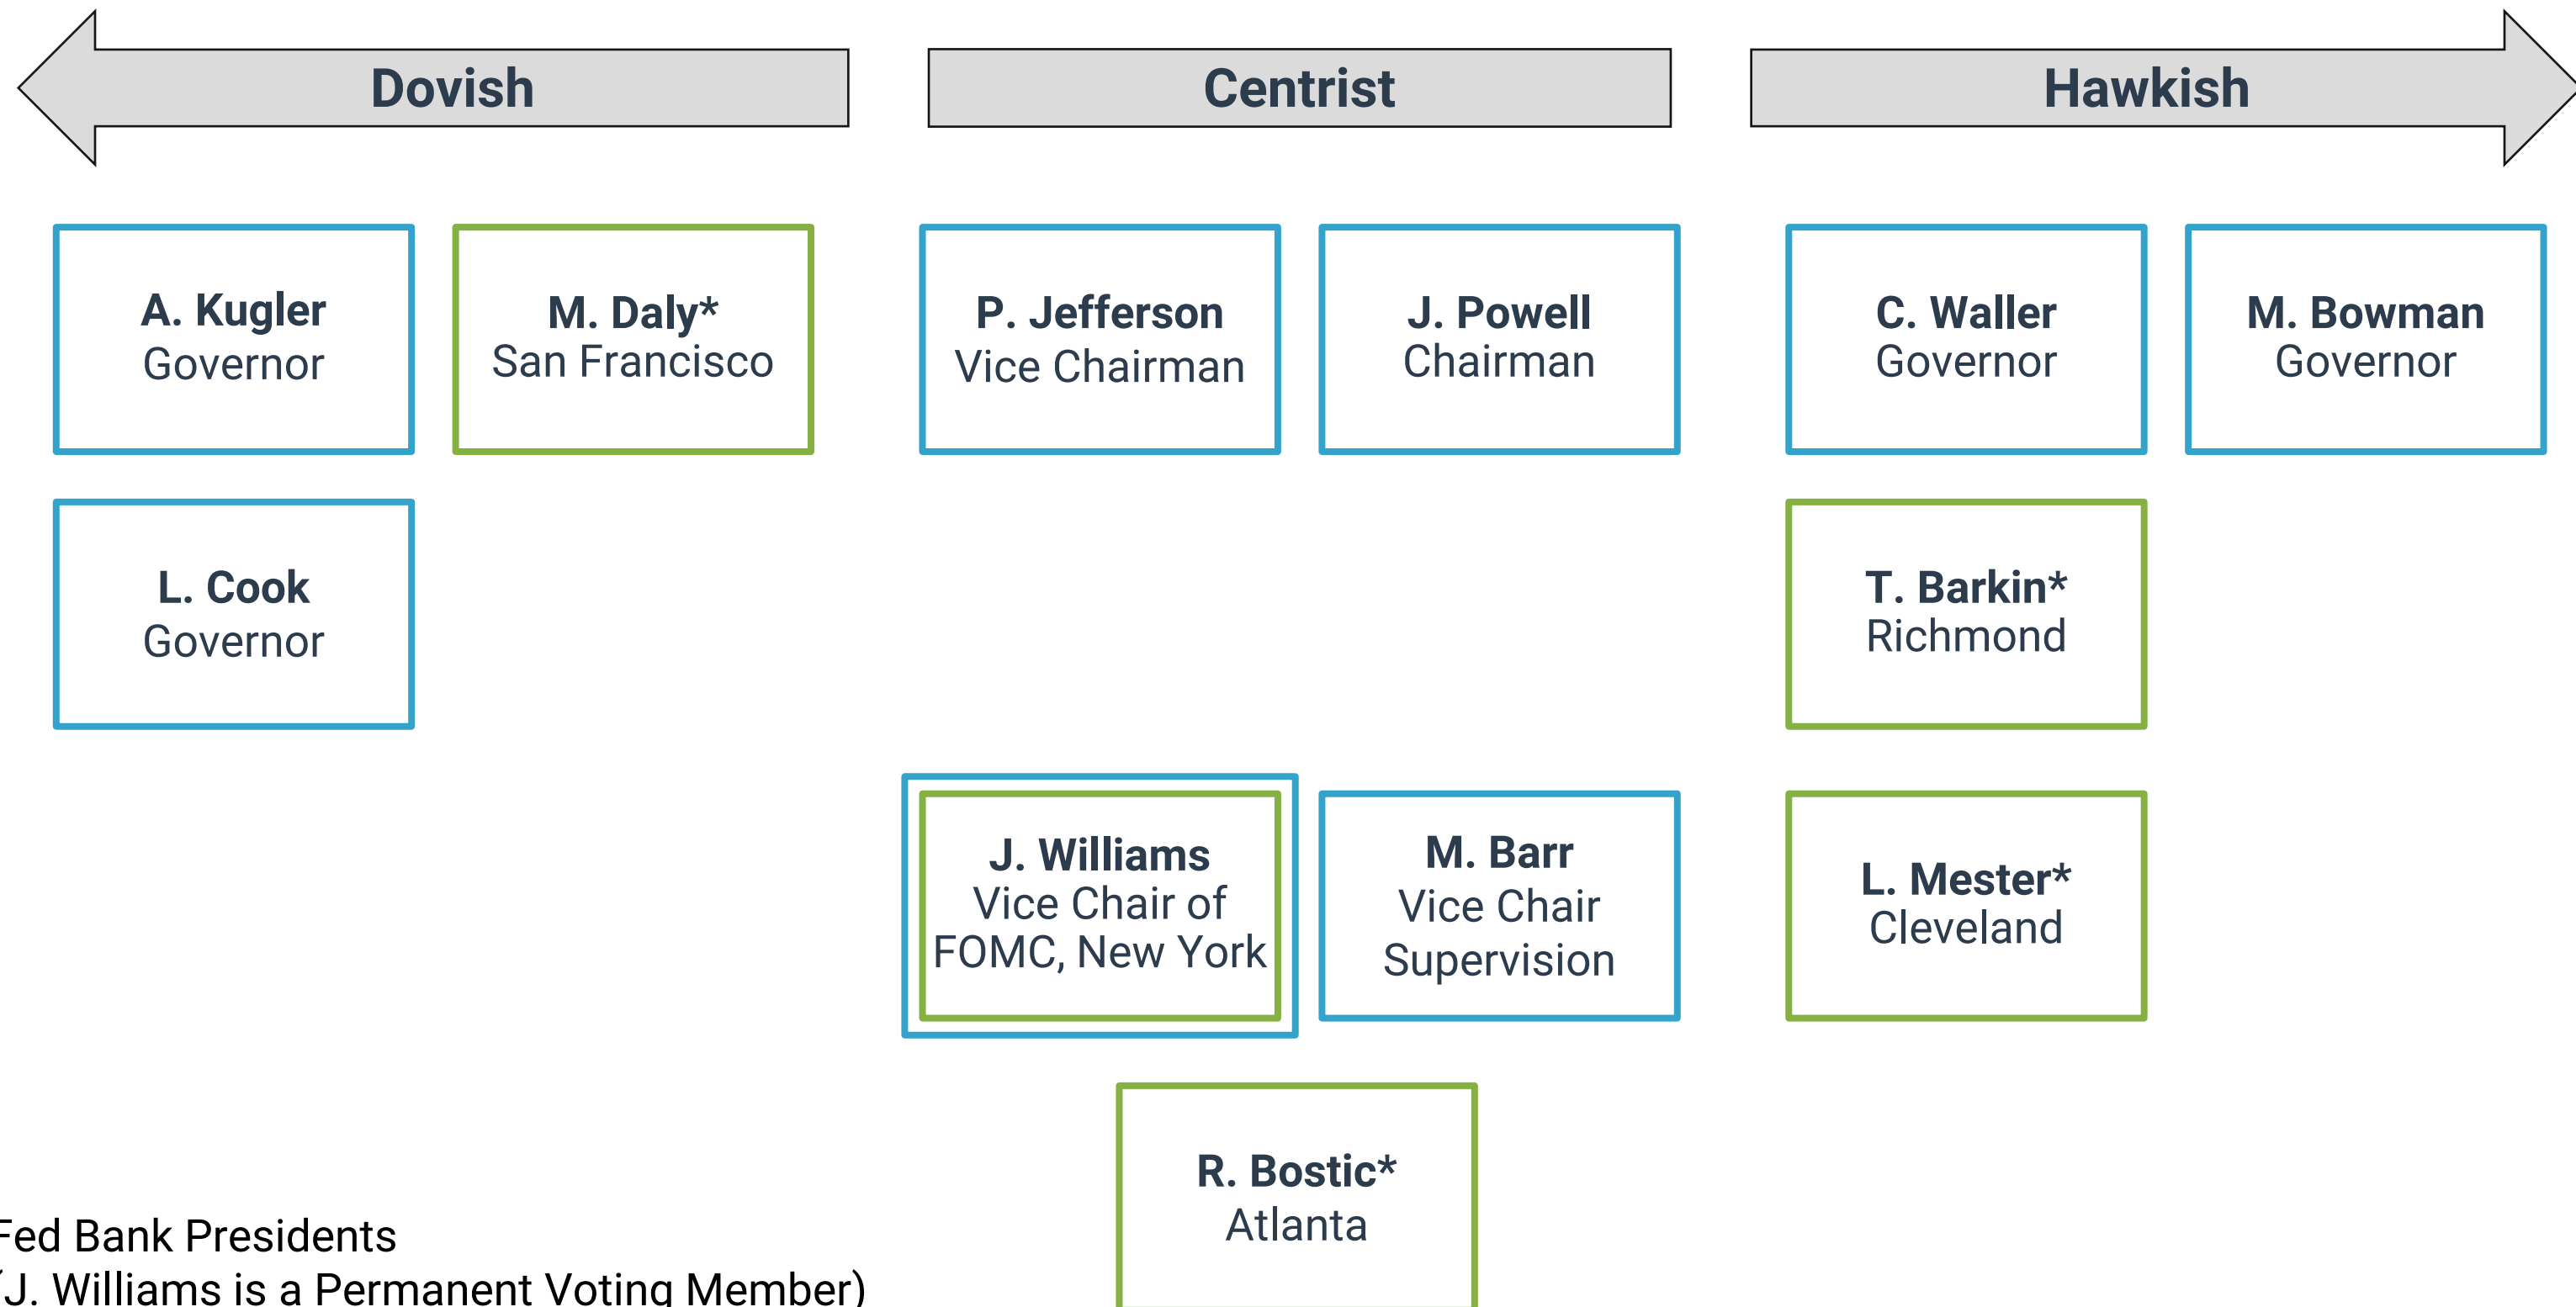 Dovish
Centrist
Hawkish
A. Kugler
Governor
M. Daly*
San Francisco
P. Jefferson
Vice Chairman
J. Powell
Chairman
C. Waller
Governor
M. Bowman
Governor
L. Cook
Governor
T. Barkin*
Richmond
J. Williams
Vice Chair of
FOMC, New York
M. Barr
Vice Chair
Supervision
L. Mester*
Cleveland
R. Bostic*
Atlanta
Fed Bank Presidents
(J. Williams is a Permanent Voting Member)